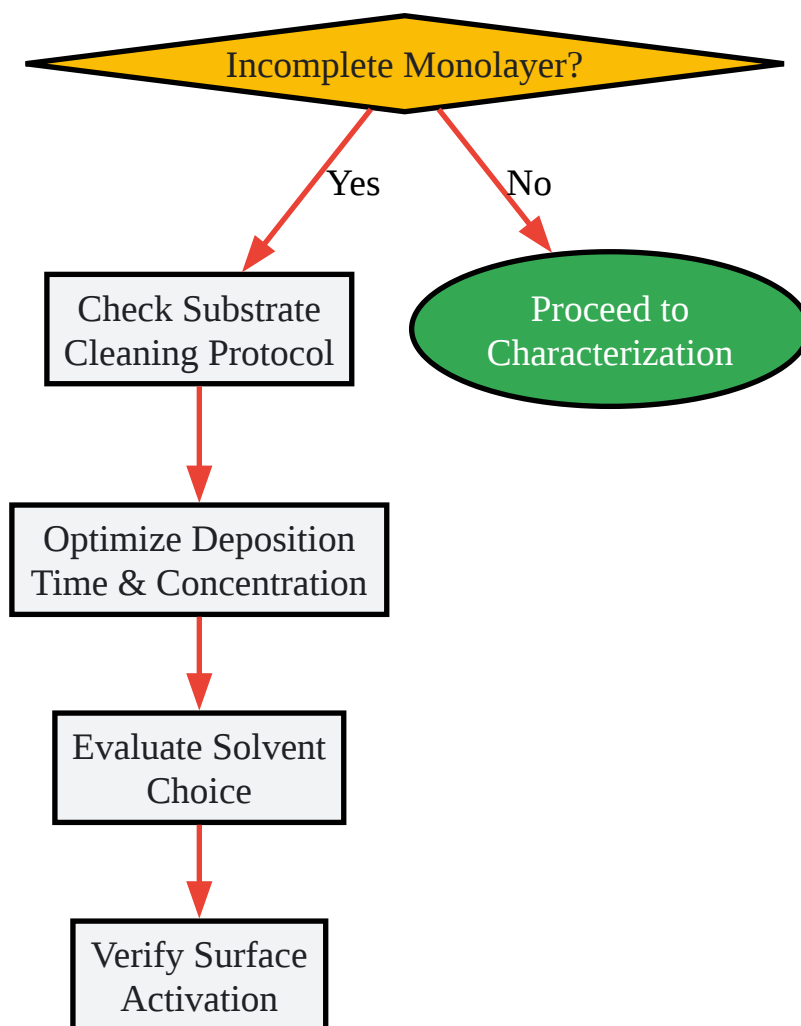 Incomplete Monolayer?
Yes
No
Check Substrate
Cleaning Protocol
Proceed to
Characterization
Optimize Deposition
Time & Concentration
Evaluate Solvent
Choice
Verify Surface
Activation